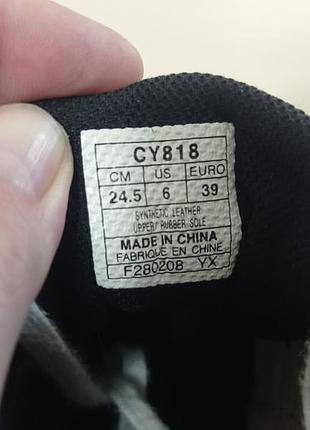 CY818
CM US EURO
24.5 6 39
SYNTHETIC LEATHER
UPPER/ RUBBER SOLE
MADE IN CHINA
FABRIQUE EN CHINE
F280208 YX